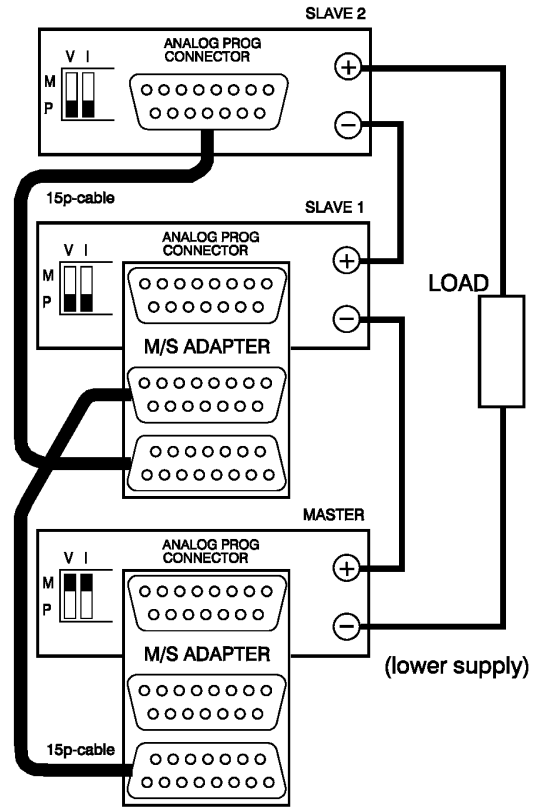 SLAVE 2
ANALOG PROG
CONNECTOR
V I
M
P
15p-cable
SLAVE 1
ANALOG PROG
CONNECTOR
V I
M
P
LOAD
M/S ADAPTER
MASTER
ANALOG PROG
CONNECTOR
V I
M
P
M/S ADAPTER
(lower supply)
15p-cable